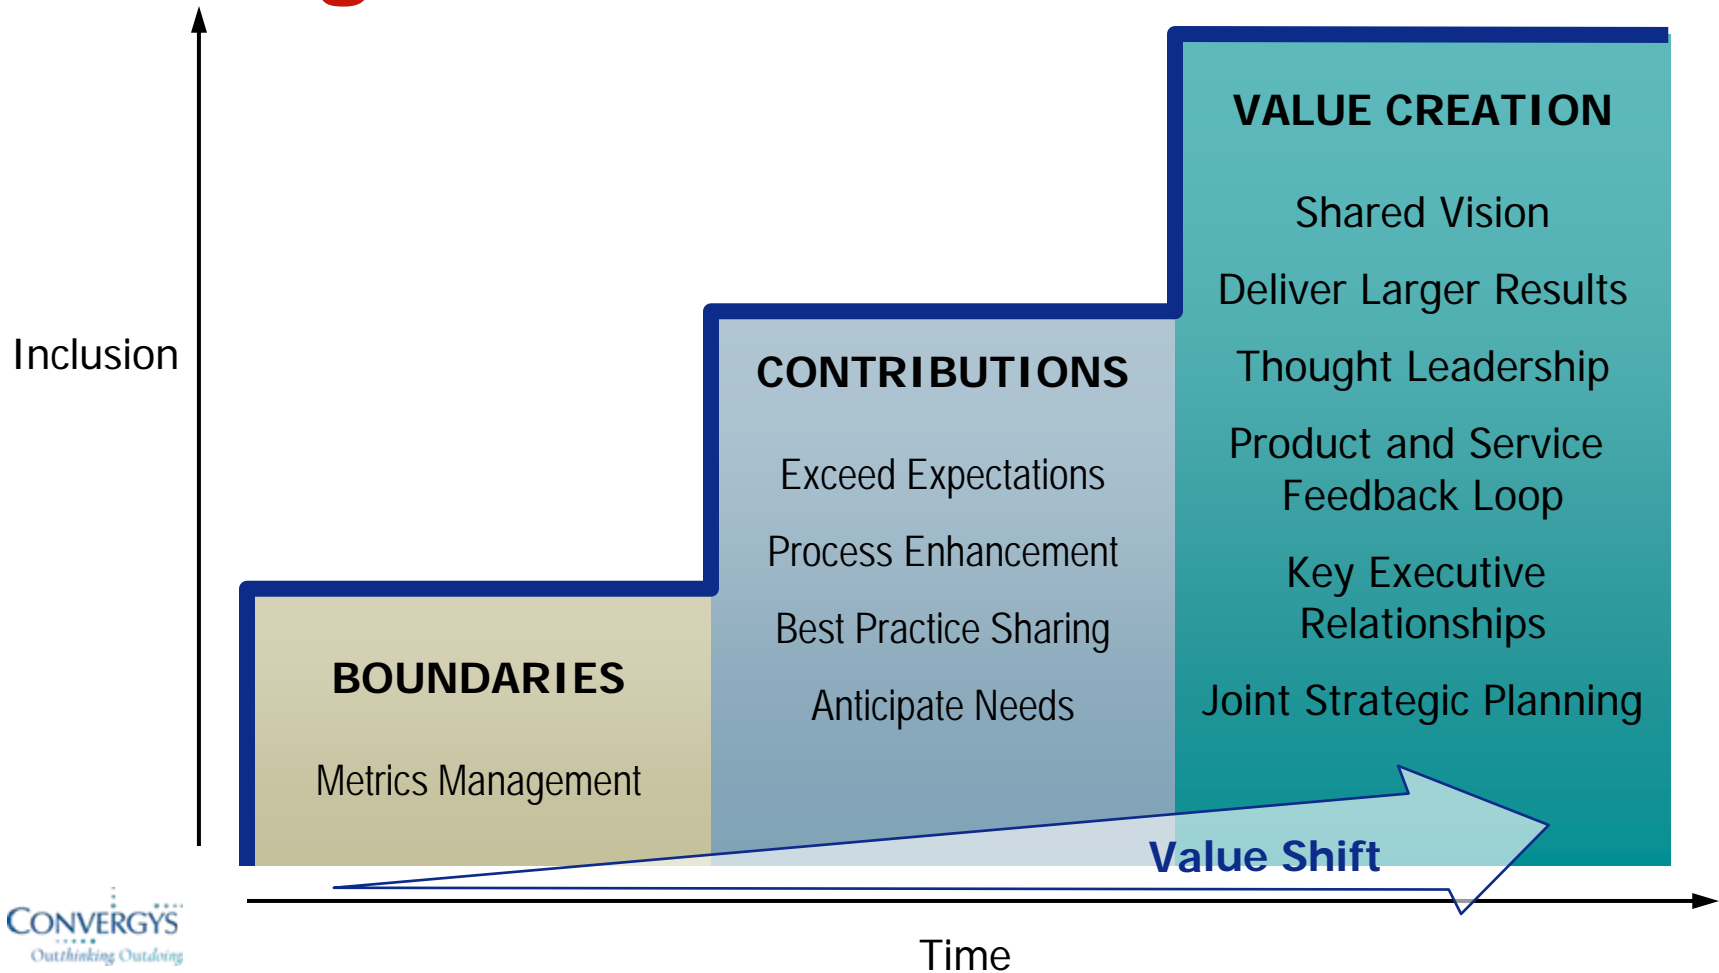 VALUE CREATION
Shared Vision
Deliver Larger Results
Thought Leadership
Product and Service
Feedback Loop
Key Executive
Relationships
Joint Strategic Planning
Inclusion
CONTRIBUTIONS
Exceed Expectations
Process Enhancement
Best Practice Sharing
Anticipate Needs
BOUNDARIES
Metrics Management
Value Shift
CONVERGYS
Outthinking Outdoing
Time